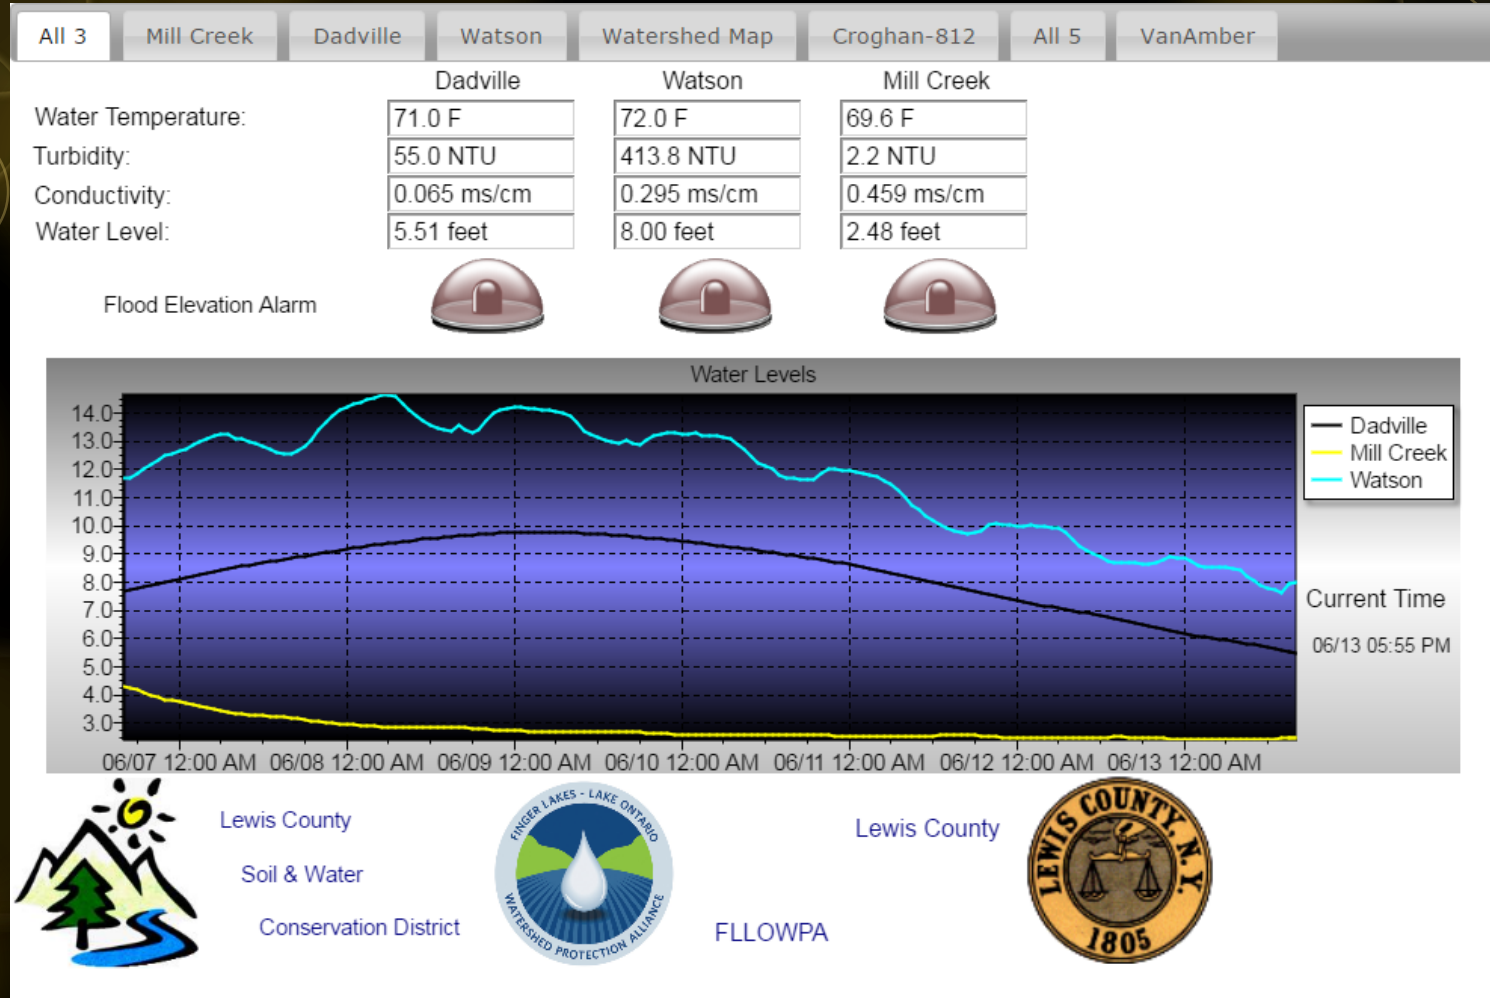 All 3 Mill Creek Dadville Watson Watershed Map Croghan-812 All 5 VanAmber
Dadville Watson Mill Creek
Water Temperature: 71.0 F 72.0 F 69.6 F
Turbidity: 55.0 NTU 413.8 NTU 2.2 NTU
Conductivity: 0.065 ms/cm 0.295 ms/cm 0.459 ms/cm
Water Level: 5.51 feet 8.00 feet 2.48 feet
Flood Elevation Alarm
Water Levels
14.0
13.0
12.0
11.0
10.0
9.0
8.0
7.0
6.0
5.0
4.0
3.0
06/07 12:00 AM 06/08 12:00 AM 06/09 12:00 AM 06/10 12:00 AM 06/11 12:00 AM 06/12 12:00 AM 06/13 12:00 AM
Dadville
Mill Creek
Watson
Current Time
06/13 05:55 PM
Lewis County
Soil & Water
Conservation District
FINGER LAKES - LAKE ONTARIO
WATERSHED PROTECTION ALLIANCE
FLLOWPA
Lewis County
LEWIS COUNTY, N.Y.
1805